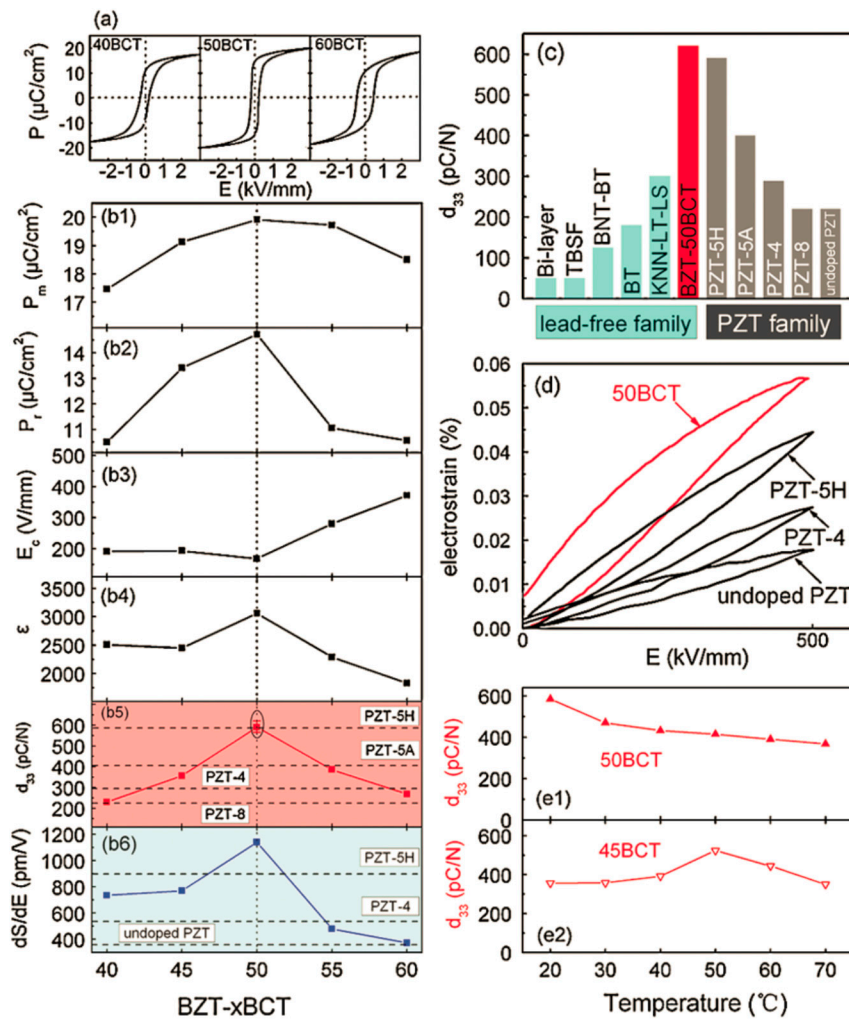 (a)
40BCT 50BCT 60BCT
P (μC/cm²)
20
10
0
-10
-20
-2-1 0 1 2 -2-1 0 1 2 -2-1 0 1 2
E (kV/mm)
(b1)
P_m (μC/cm²)
20
19
18
17
(b2)
P_r (μC/cm²)
14
13
12
11
(b3)
E_c (V/mm)
500
400
300
200
(b4)
ε
3500
3000
2500
2000
(b5)
d₃₃ (pC/N)
600
500
400
300
200
PZT-5H
PZT-5A
PZT-4
PZT-8
(b6)
dS/dE (pm/V)
1200
1000
800
600
400
PZT-5H
PZT-4
undoped PZT
40 45 50 55 60
BZT-xBCT
(c)
d₃₃ (pC/N)
600
500
400
300
200
100
0
Bi-layer
TBSF
BNT-BT
BT
KNN-LT-LS
BZT-50BCT
PZT-5H
PZT-5A
PZT-4
PZT-8
undoped PZT
lead-free family PZT family
(d)
electrostrain (%)
0.06
0.05
0.04
0.03
0.02
0.01
0.00
50BCT
PZT-5H
PZT-4
undoped PZT
0 500
E (kV/mm)
d₃₃ (pC/N)
600
400
200
0
50BCT
(e1)
d₃₃ (pC/N)
600
400
200
0
45BCT
(e2)
20 30 40 50 60 70
Temperature (℃)